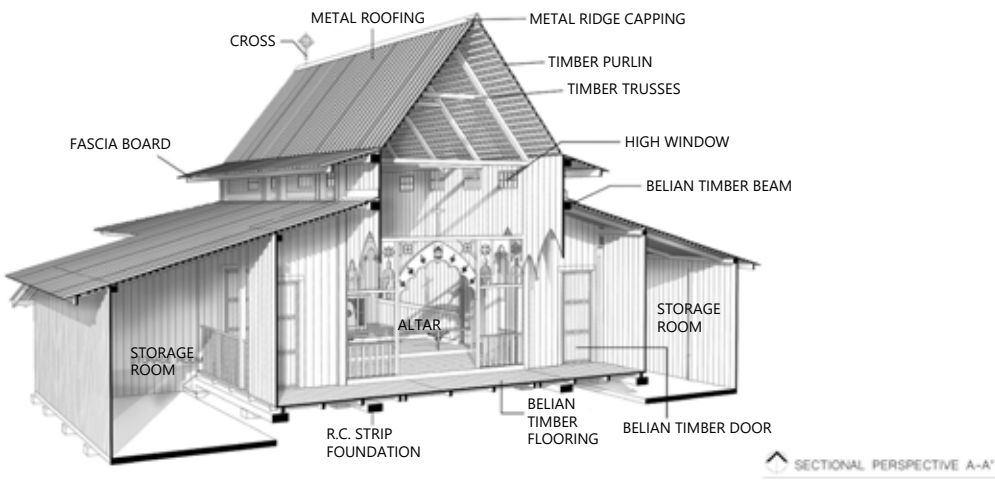 METAL ROOFING
METAL RIDGE CAPPING
CROSS
TIMBER PURLIN
TIMBER TRUSSES
FASCIA BOARD
HIGH WINDOW
BELIAN TIMBER BEAM
ALTAR
STORAGE
ROOM
STORAGE
ROOM
R.C. STRIP
FOUNDATION
BELIAN
TIMBER
FLOORING
BELIAN TIMBER DOOR
SECTIONAL PERSPECTIVE A-A'